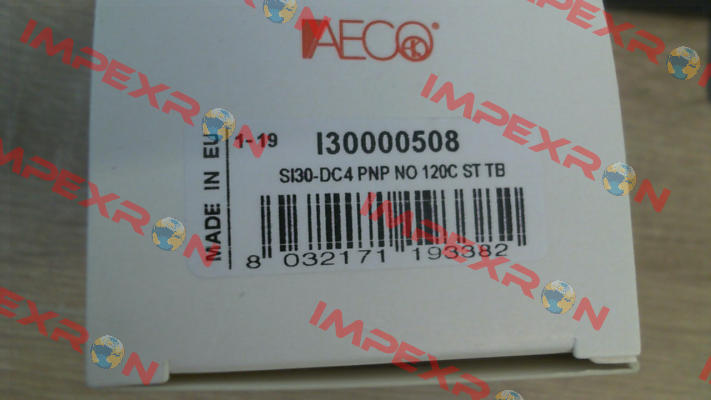 AECO
MADE IN EU
1-19 I30000508
SI30-DC4 PNP NO 120C ST TB
8 032171 193382
IMPEXRON
IMPEXRON
IMPEXRON
IMPEXRON
IMPEXRON